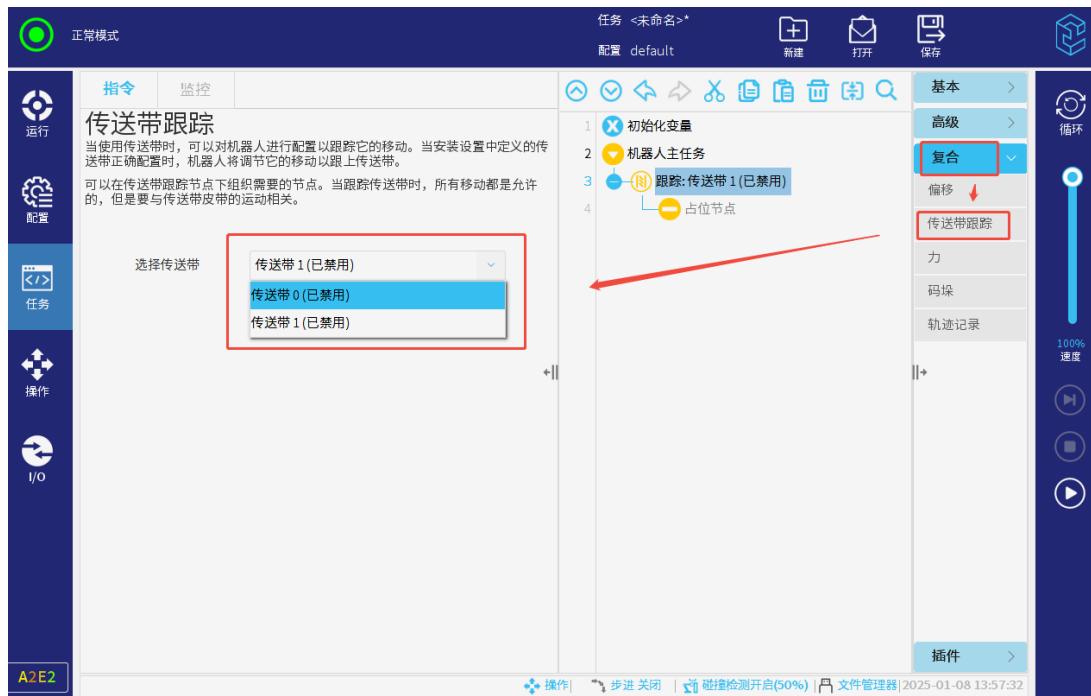 正常模式
任务 <未命名>*
配置 default
新建
打开
保存
运行
配置
任务
操作
I/O
A2E2
指令
监控
传送带跟踪
当使用传送带时，可以对机器人进行配置以跟踪它的移动。当安装设置中定义的传
送带正确配置时，机器人将调节它的移动以跟上传送带。
可以在传送带跟踪节点下组织需要的节点。当跟踪传送带时，所有移动都是允许
的，但是要与传送带皮带的运动相关。
选择传送带
传送带 1 (已禁用)
传送带 0 (已禁用)
传送带 1 (已禁用)
1 初始化变量
2 机器人主任务
3 跟踪: 传送带 1 (已禁用)
4 占位节点
基本
高级
复合
偏移
传送带跟踪
力
码垛
轨迹记录
插件
循环
100%
速度
操作| 步进 关闭 | 碰撞检测开启(50%) | 文件管理器| 2025-01-08 13:57:32